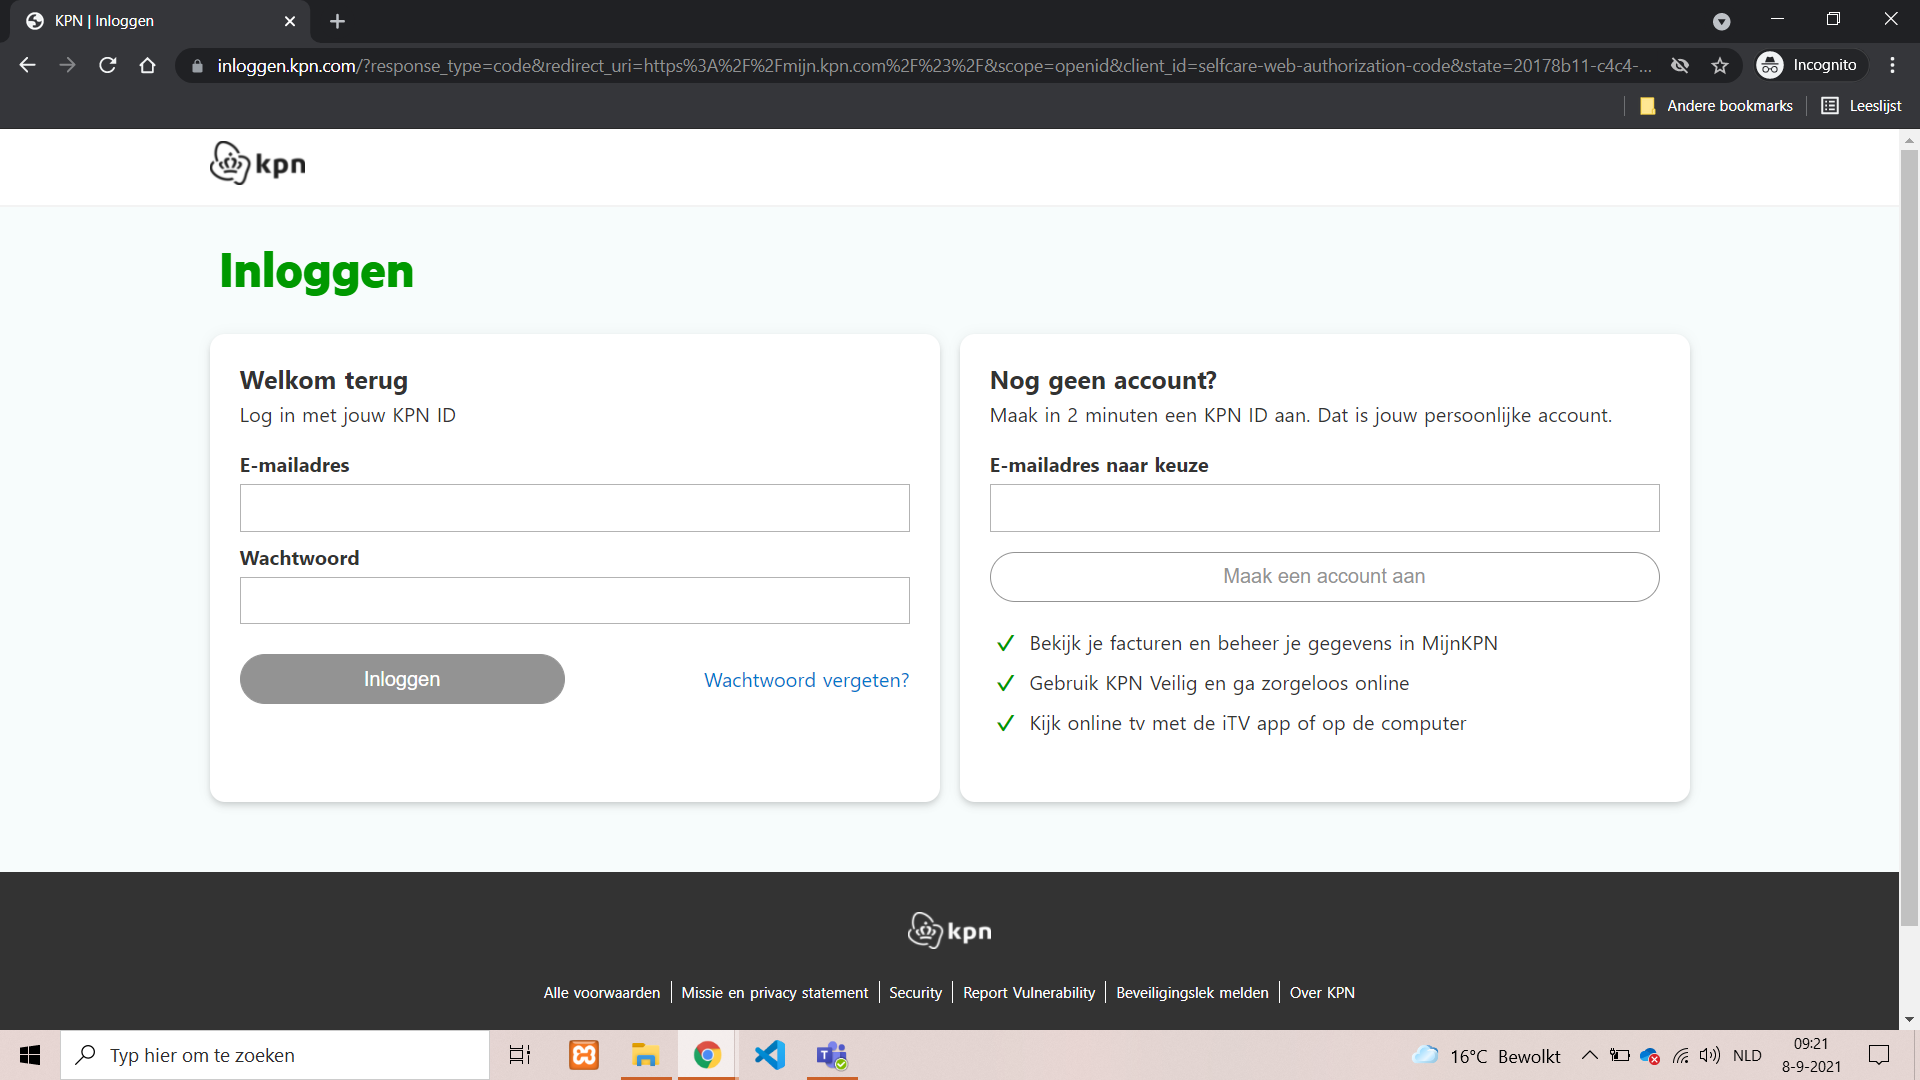 KPN | Inloggen
inloggen.kpn.com/?response_type=code&redirect_uri=https%3A%2F%2Fmijn.kpn.com%2F%23%2F&scope=openid&client_id=selfcare-web-authorization-code&state=20178b11-c4c4-...
Incognito
Andere bookmarks
Leeslijst
kpn
Inloggen
Welkom terug
Log in met jouw KPN ID
E-mailadres
Wachtwoord
Inloggen
Wachtwoord vergeten?
Nog geen account?
Maak in 2 minuten een KPN ID aan. Dat is jouw persoonlijke account.
E-mailadres naar keuze
Maak een account aan
Bekijk je facturen en beheer je gegevens in MijnKPN
Gebruik KPN Veilig en ga zorgeloos online
Kijk online tv met de iTV app of op de computer
kpn
Alle voorwaarden | Missie en privacy statement | Security | Report Vulnerability | Beveiligingslek melden | Over KPN
Typ hier om te zoeken
16°C Bewolkt
NLD
09:21
8-9-2021